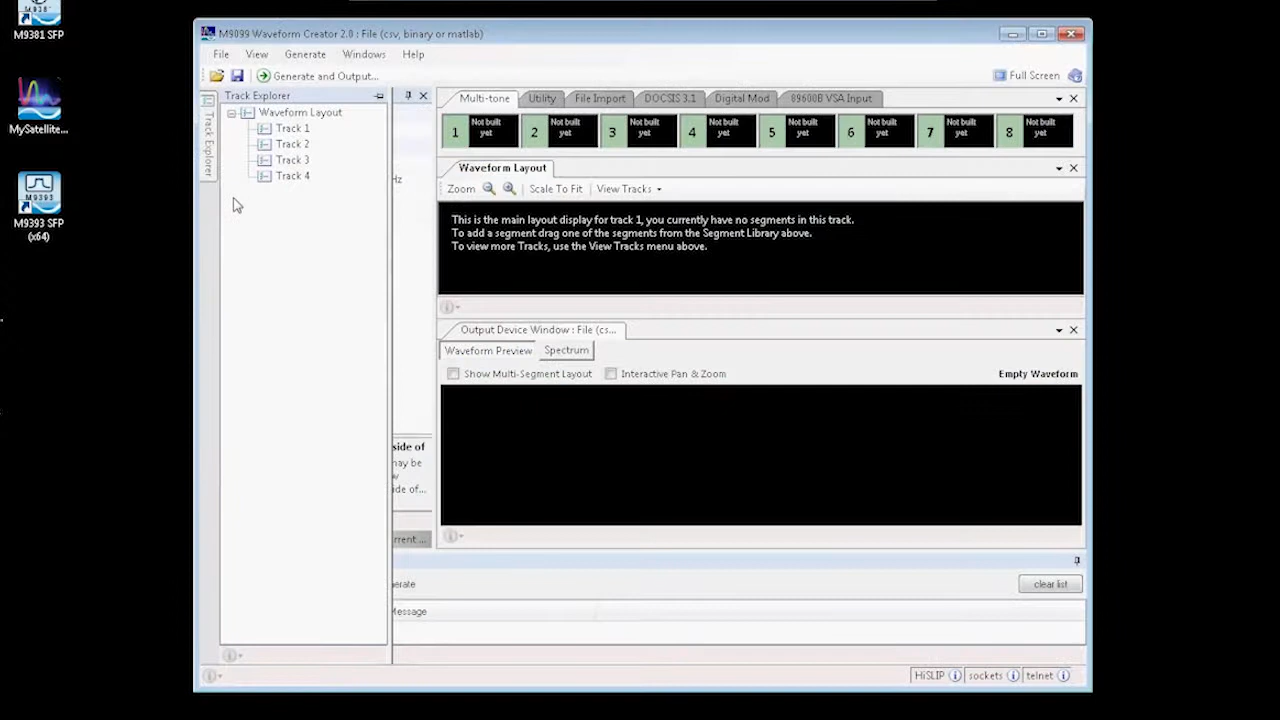 M9381 SFP
MySatellite...
M9393
M9393 SFP
(x64)
M9099 Waveform Creator 2.0 : File (csv, binary or matlab)
File View Generate Windows Help
Generate and Output...
Full Screen
Track Explorer
Track Explorer
Waveform Layout
Track 1
Track 2
Track 3
Track 4
Hz
side of
may be
ide of...
rrent ...
Multi-tone Utility File Import DOCSIS 3.1 Digital Mod 89600B VSA Input
1 Not built yet 2 Not built yet 3 Not built yet 4 Not built yet 5 Not built yet 6 Not built yet 7 Not built yet 8 Not built yet
Waveform Layout
Zoom Scale To Fit View Tracks
This is the main layout display for track 1, you currently have no segments in this track.
To add a segment drag one of the segments from the Segment Library above.
To view more Tracks, use the View Tracks menu above.
Output Device Window : File (cs...
Waveform Preview Spectrum
Show Multi-Segment Layout Interactive Pan & Zoom Empty Waveform
erate
clear list
Message
HiSLIP sockets telnet